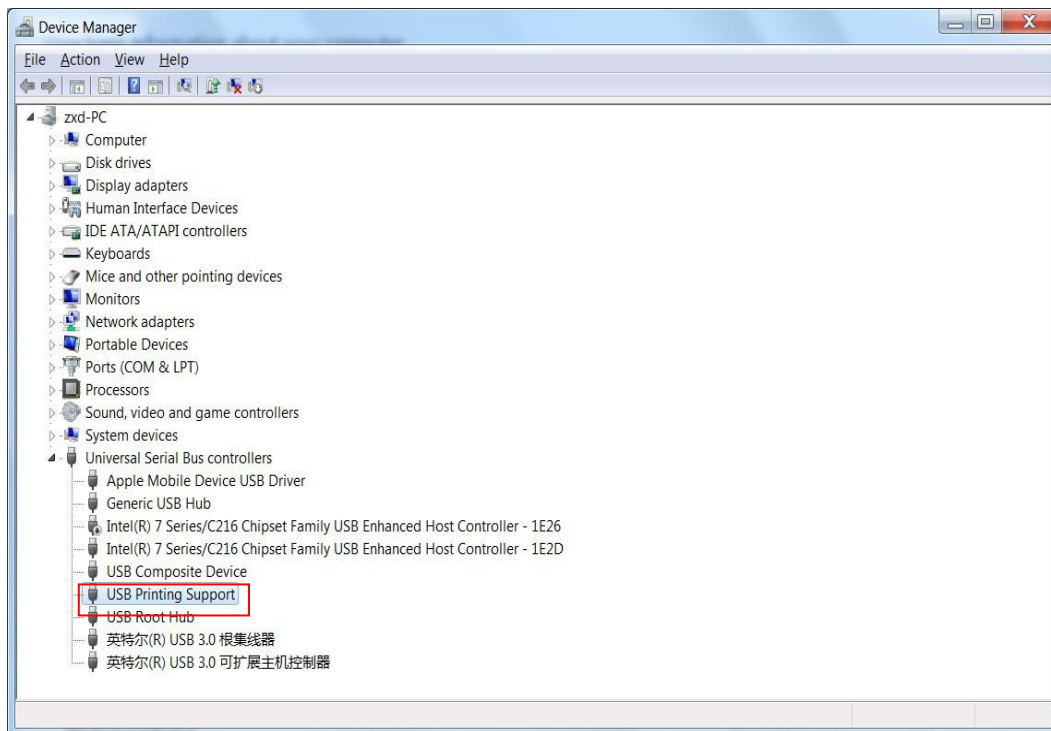 Device Manager
File Action View Help
zxd-PC
Computer
Disk drives
Display adapters
Human Interface Devices
IDE ATA/ATAPI controllers
Keyboards
Mice and other pointing devices
Monitors
Network adapters
Portable Devices
Ports (COM & LPT)
Processors
Sound, video and game controllers
System devices
Universal Serial Bus controllers
Apple Mobile Device USB Driver
Generic USB Hub
Intel(R) 7 Series/C216 Chipset Family USB Enhanced Host Controller - 1E26
Intel(R) 7 Series/C216 Chipset Family USB Enhanced Host Controller - 1E2D
USB Composite Device
USB Printing Support
USB Root Hub
英特尔(R) USB 3.0 根集线器
英特尔(R) USB 3.0 可扩展主机控制器